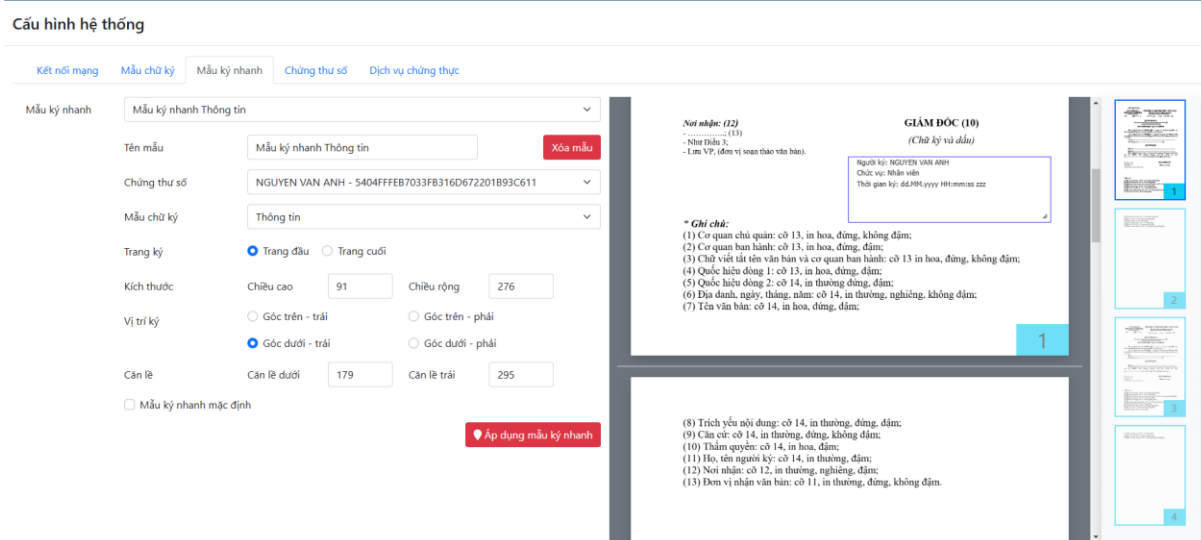 Cấu hình hệ thống
Kết nối mạng Mẫu chữ ký Mẫu ký nhanh Chứng thư số Dịch vụ chứng thực
Mẫu ký nhanh Mẫu ký nhanh Thông tin
Tên mẫu Mẫu ký nhanh Thông tin Xóa mẫu
Chứng thư số NGUYEN VAN ANH - 5404FFFEB7033FB316D672201B93C611
Mẫu chữ ký Thông tin
Trang ký Trang đầu Trang cuối
Kích thước Chiều cao 91 Chiều rộng 276
Vị trí ký Góc trên - trái Góc trên - phải
Góc dưới - trái Góc dưới - phải
Căn lề Căn lề dưới 179 Căn lề trái 295
Mẫu ký nhanh mặc định
Áp dụng mẫu ký nhanh
Nơi nhận: (12)
- ..............; (13)
- Như Điều 3;
- Lưu VP, (đơn vị soạn thảo văn bản).
GIÁM ĐỐC (10)
(Chữ ký và dấu)
Người ký: NGUYEN VAN ANH
Chức vụ: Nhân viên
Thời gian ký: dd.MM.yyyy HH:mm:ss zzz
* Ghi chú:
(1) Cơ quan chủ quản: cỡ 13, in hoa, đứng, không đậm;
(2) Cơ quan ban hành: cỡ 13, in hoa, đứng, đậm;
(3) Chữ viết tắt tên văn bản và cơ quan ban hành: cỡ 13 in hoa, đứng, không đậm;
(4) Quốc hiệu dòng 1: cỡ 13, in hoa, đứng, đậm;
(5) Quốc hiệu dòng 2: cỡ 14, in thường đứng, đậm;
(6) Địa danh, ngày, tháng, năm: cỡ 14, in thường, nghiêng, không đậm;
(7) Tên văn bản: cỡ 14, in hoa, đứng, đậm;
1
(8) Trích yếu nội dung: cỡ 14, in thường, đứng, đậm;
(9) Căn cứ: cỡ 14, in thường, đứng, không đậm;
(10) Thẩm quyền: cỡ 14, in hoa, đậm;
(11) Họ, tên người ký: cỡ 14, in thường, đậm;
(12) Nơi nhận: cỡ 12, in thường, nghiêng, đậm;
(13) Đơn vị nhận văn bản: cỡ 11, in thường, đứng, không đậm.
1
2
3
4